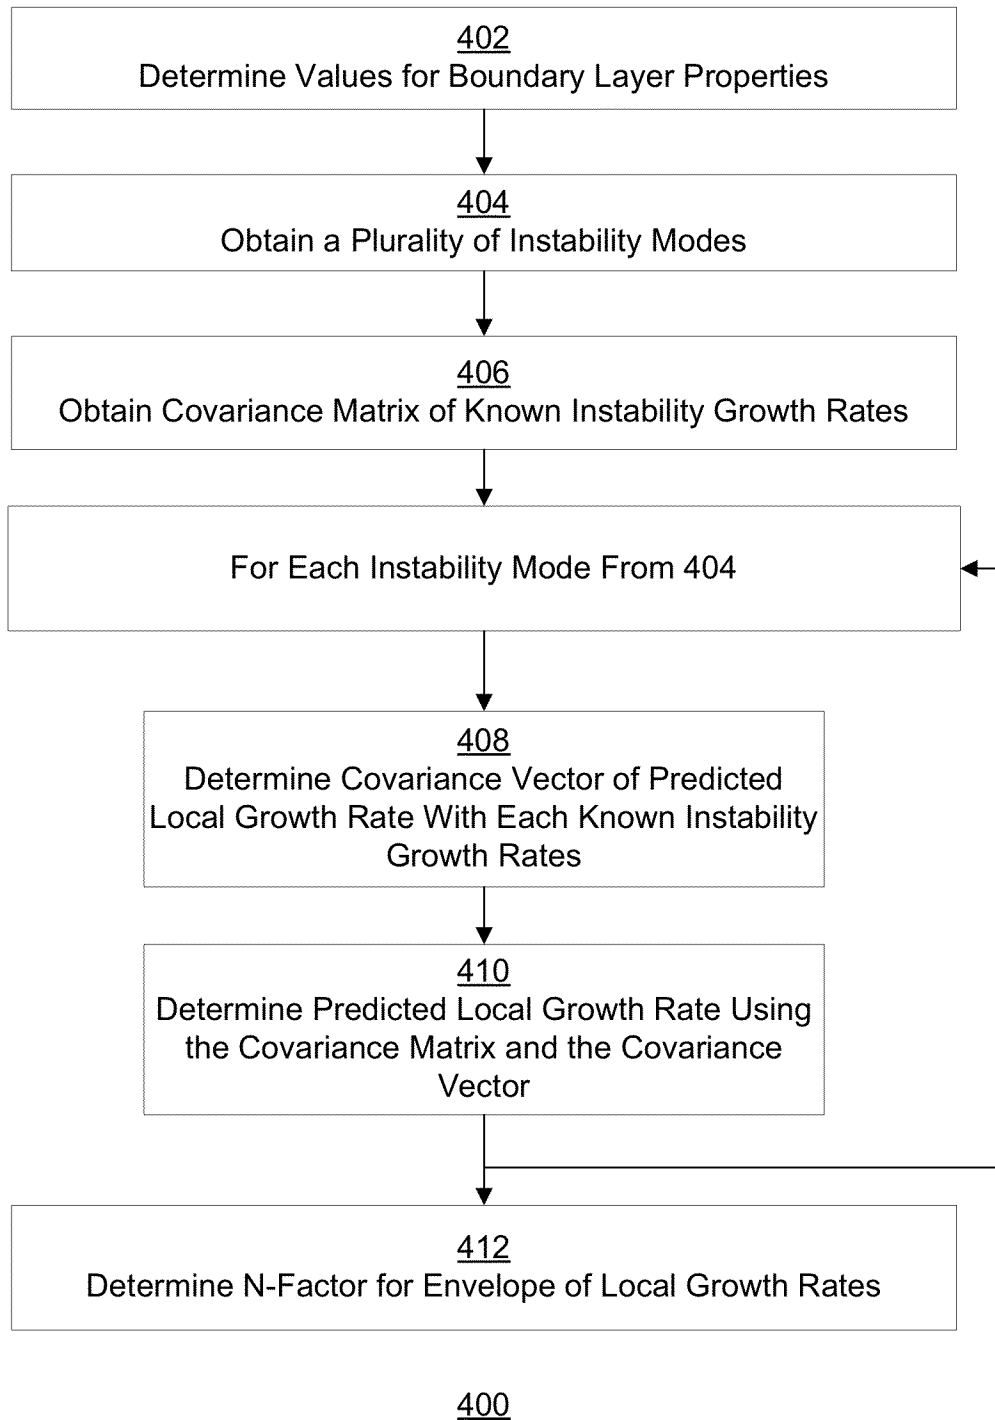 402
Determine Values for Boundary Layer Properties
404
Obtain a Plurality of Instability Modes
406
Obtain Covariance Matrix of Known Instability Growth Rates
For Each Instability Mode From 404
408
Determine Covariance Vector of Predicted
Local Growth Rate With Each Known Instability
Growth Rates
410
Determine Predicted Local Growth Rate Using
the Covariance Matrix and the Covariance
Vector
412
Determine N-Factor for Envelope of Local Growth Rates
400